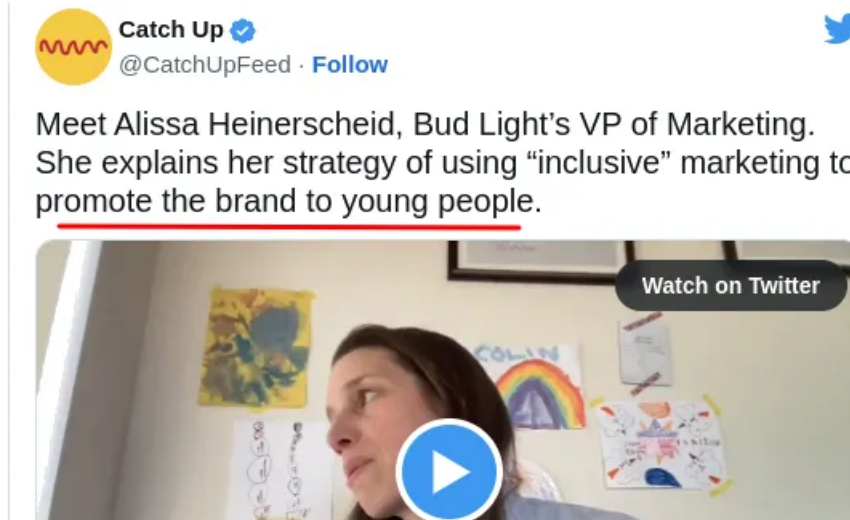 Catch Up
@CatchUpFeed · Follow
Meet Alissa Heinerscheid, Bud Light’s VP of Marketing.
She explains her strategy of using “inclusive” marketing to
promote the brand to young people.
Watch on Twitter
COLIN